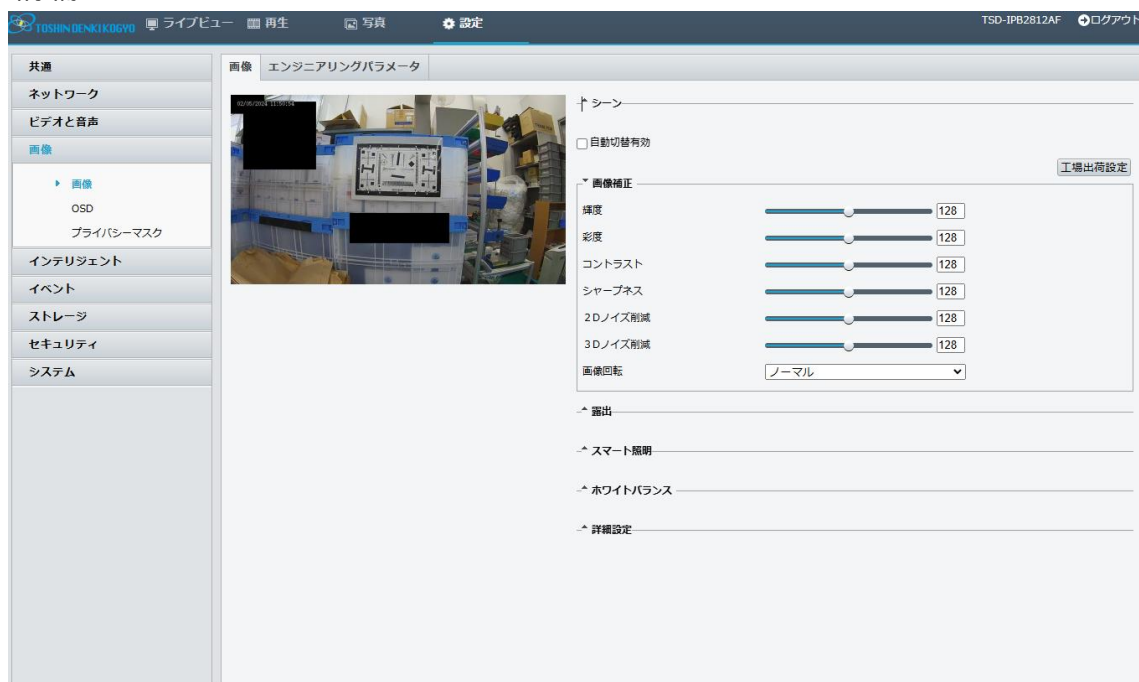 TOSHIN DENKI KOGYO ライブビュー 再生 写真 設定 TSD-IPB2812AF ログアウト
共通
ネットワーク
ビデオと音声
画像
画像
OSD
プライバシーマスク
インテリジェント
イベント
ストレージ
セキュリティ
システム
画像 エンジニアリングパラメータ
02/05/2024 11:50:54
シーン
自動切替有効
工場出荷設定
画像補正
輝度 128
彩度 128
コントラスト 128
シャープネス 128
2Dノイズ削減 128
3Dノイズ削減 128
画像回転 ノーマル
露出
スマート照明
ホワイトバランス
詳細設定